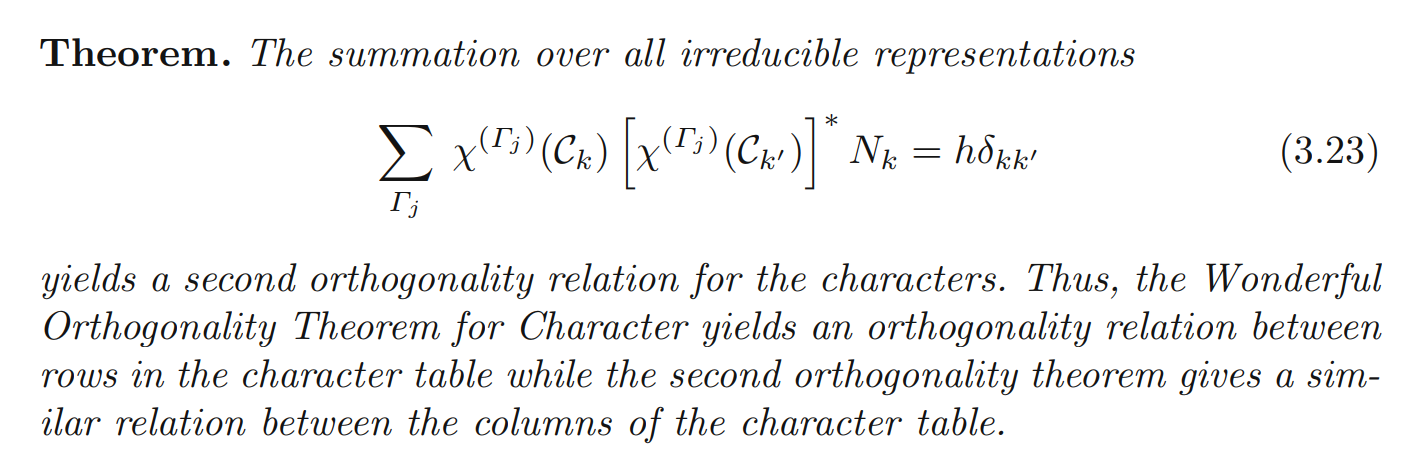 Theorem. The summation over all irreducible representations
∑_{Γ_j} χ^{(Γ_j)}(𝒞_k) [χ^{(Γ_j)}(𝒞_{k′})]^* N_k = hδ_{kk′} (3.23)
yields a second orthogonality relation for the characters. Thus, the Wonderful
Orthogonality Theorem for Character yields an orthogonality relation between
rows in the character table while the second orthogonality theorem gives a sim-
ilar relation between the columns of the character table.